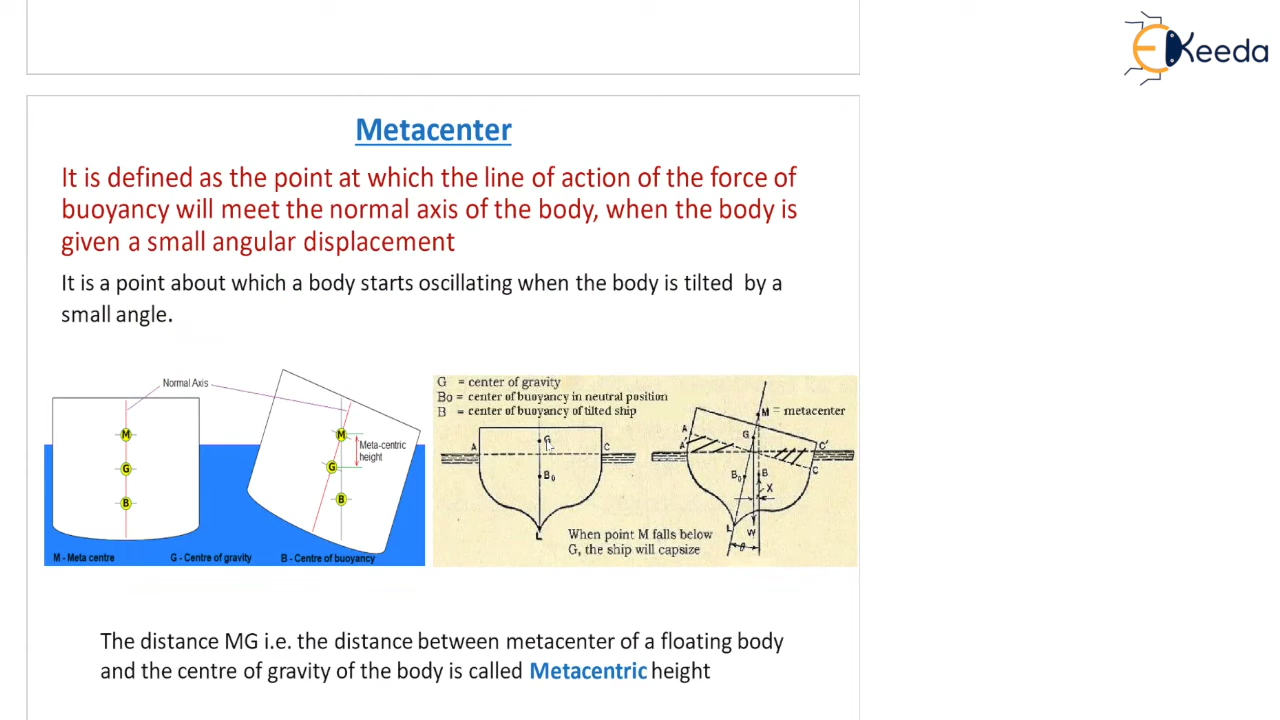 EKeeda
Metacenter
It is defined as the point at which the line of action of the force of
buoyancy will meet the normal axis of the body, when the body is
given a small angular displacement
It is a point about which a body starts oscillating when the body is tilted by a
small angle.
Normal Axis
M
G
B
M
G
B
Meta-centric
height
M - Meta centre
G - Centre of gravity
B - Centre of buoyancy
G = center of gravity
Bo = center of buoyancy in neutral position
B = center of buoyancy of tilted ship
A
G
C
B₀
L
When point M falls below
G, the ship will capsize
M = metacenter
A
A'
G
C'
C
B₀
B
X
L
W
θ
The distance MG i.e. the distance between metacenter of a floating body
and the centre of gravity of the body is called Metacentric height